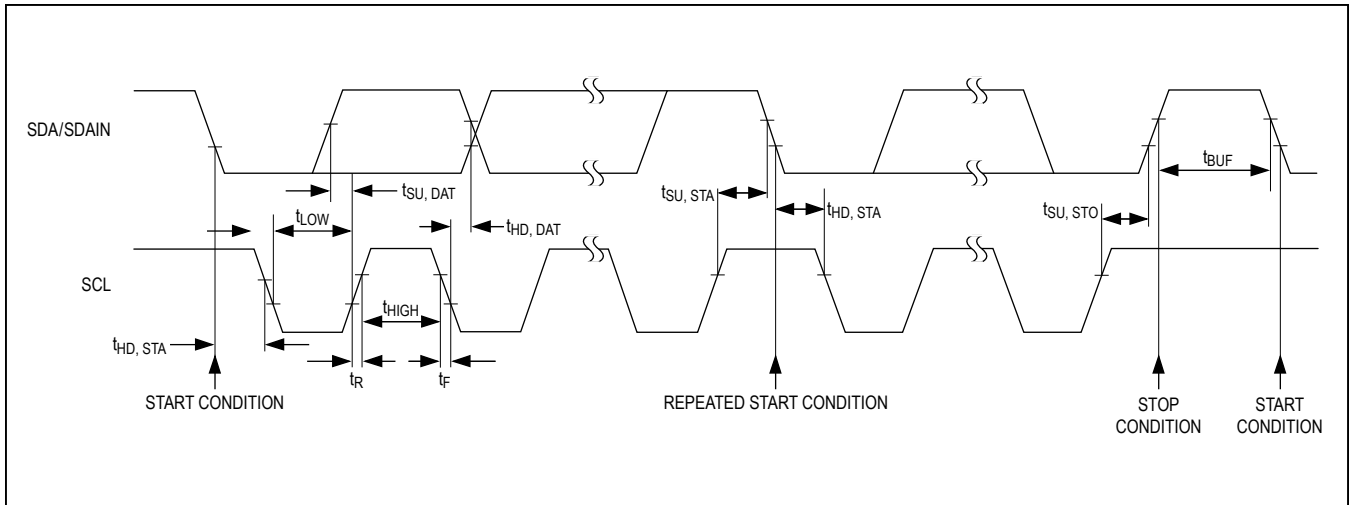 SDA/SDAIN
tSU, DAT
tLOW
tHD, DAT
tSU, STA
tHD, STA
tBUF
tSU, STO
SCL
tHIGH
tHD, STA
tR
tF
START CONDITION
REPEATED START CONDITION
STOP
CONDITION
START
CONDITION